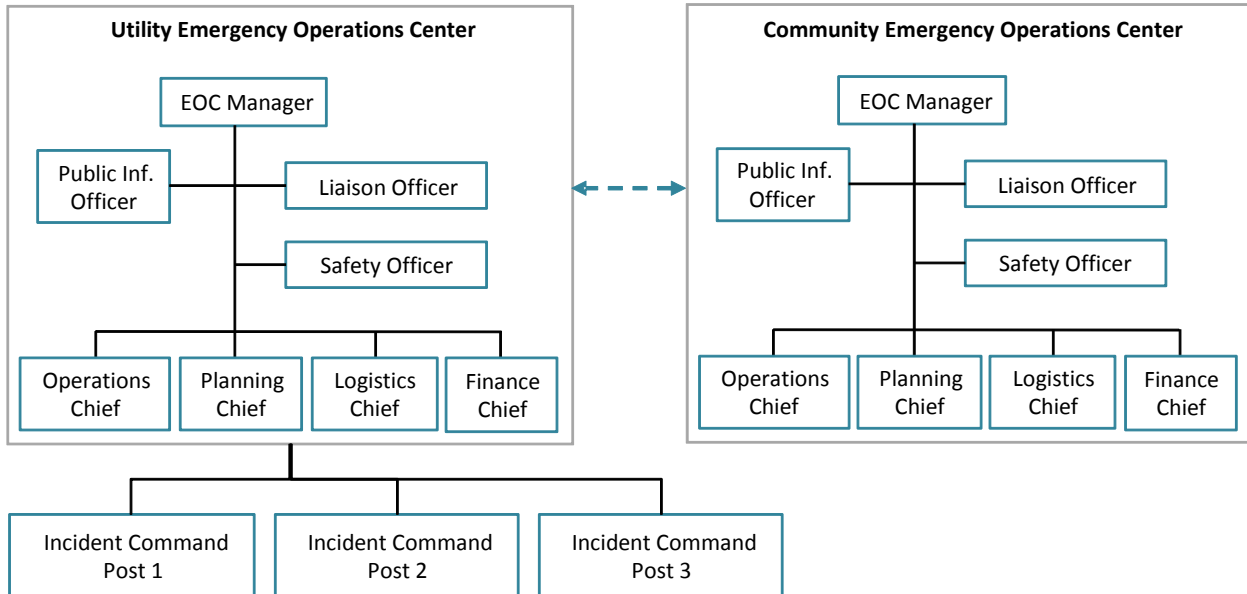 Utility Emergency Operations Center
EOC Manager
Public Inf.
Officer
Liaison Officer
Safety Officer
Operations
Chief
Planning
Chief
Logistics
Chief
Finance
Chief
Community Emergency Operations Center
EOC Manager
Public Inf.
Officer
Liaison Officer
Safety Officer
Operations
Chief
Planning
Chief
Logistics
Chief
Finance
Chief
Incident Command
Post 1
Incident Command
Post 2
Incident Command
Post 3